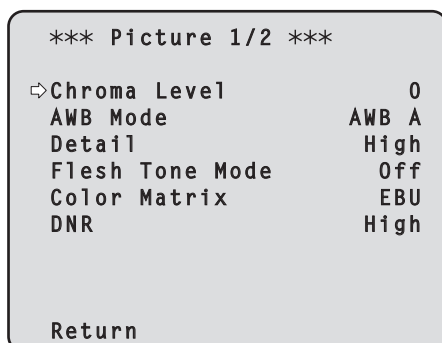 *** Picture 1/2 ***
⇨Chroma Level 0
AWB Mode AWB A
Detail High
Flesh Tone Mode Off
Color Matrix EBU
DNR High
Return